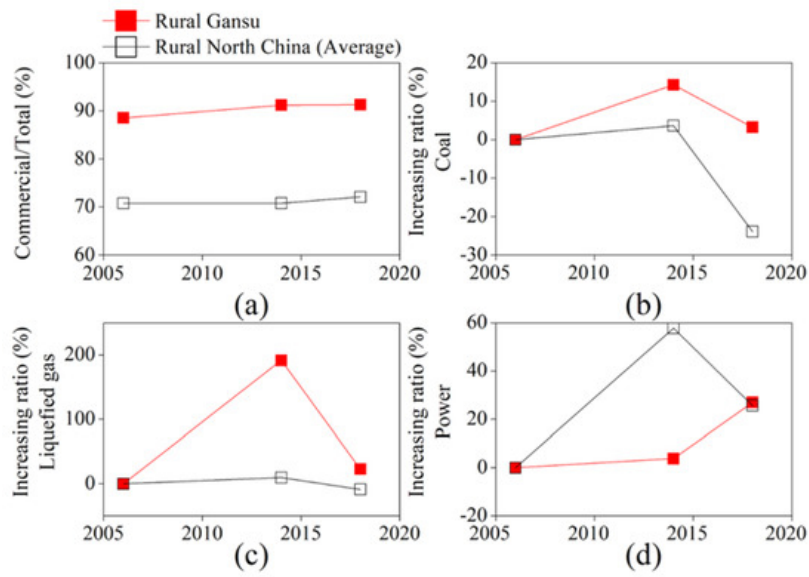 Rural Gansu
Rural North China (Average)
Commercial/Total (%)
100
90
80
70
60
2005 2010 2015 2020
(a)
Increasing ratio (%)
Coal
20
10
0
-10
-20
-30
2005 2010 2015 2020
(b)
Increasing ratio (%)
Liquefied gas
200
100
0
2005 2010 2015 2020
(c)
Increasing ratio (%)
Power
60
40
20
0
-20
2005 2010 2015 2020
(d)